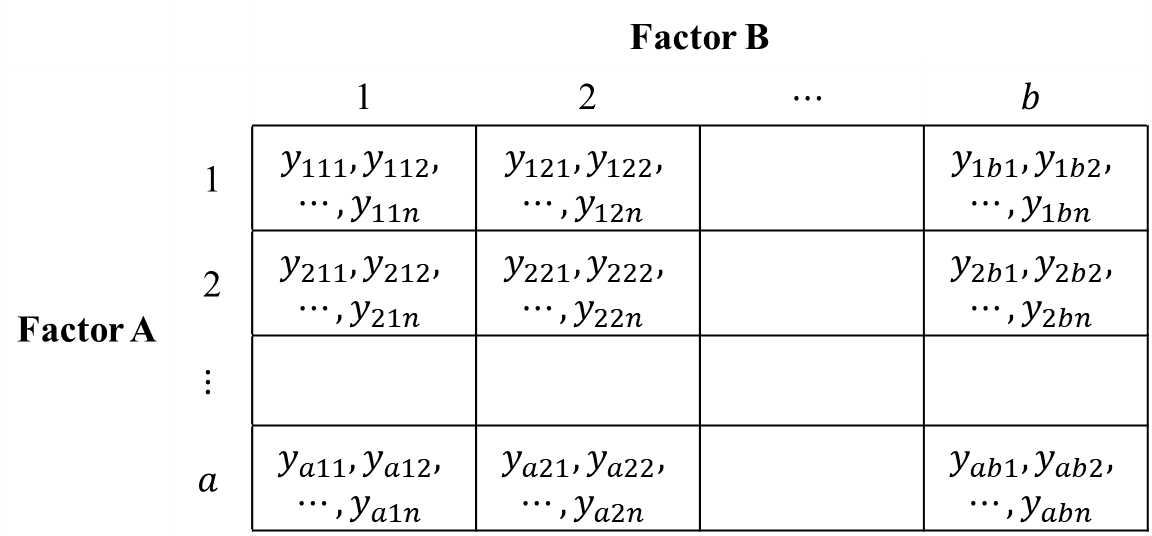 Factor B
1 2 ⋯ b
1 y₁₁₁, y₁₁₂, y₁₂₁, y₁₂₂, y₁b₁, y₁b₂,
⋯, y₁₁n ⋯, y₁₂n ⋯, y₁bn
2 y₂₁₁, y₂₁₂, y₂₂₁, y₂₂₂, y₂b₁, y₂b₂,
⋯, y₂₁n ⋯, y₂₂n ⋯, y₂bn
Factor A
⋮
a yₐ₁₁, yₐ₁₂, yₐ₂₁, yₐ₂₂, yₐb₁, yₐb₂,
⋯, yₐ₁n ⋯, yₐ₂n ⋯, yₐbn